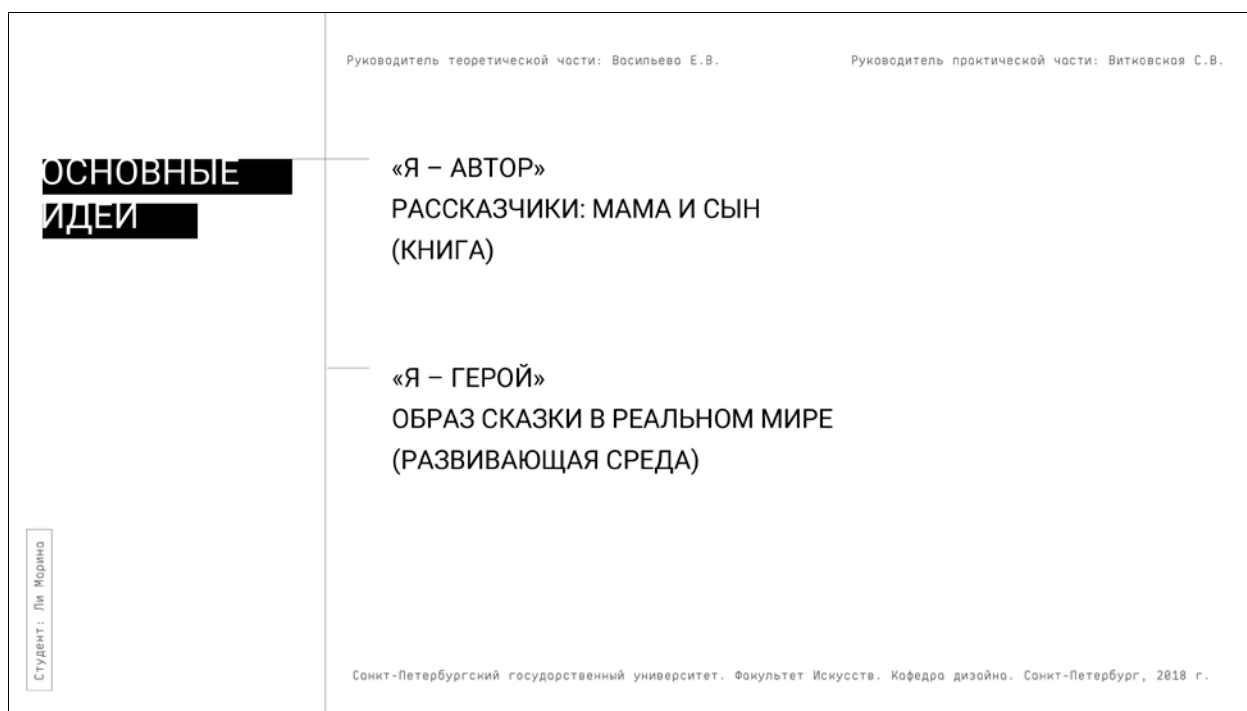 Руководитель теоретической части: Васильева Е.В.
Руководитель практической части: Витковская С.В.
ОСНОВНЫЕ
ИДЕИ
«Я – АВТОР»
РАССКАЗЧИКИ: МАМА И СЫН
(КНИГА)
«Я – ГЕРОЙ»
ОБРАЗ СКАЗКИ В РЕАЛЬНОМ МИРЕ
(РАЗВИВАЮЩАЯ СРЕДА)
Студент: Ли Марина
Санкт-Петербургский государственный университет. Факультет Искусств. Кафедра дизайна. Санкт-Петербург, 2018 г.